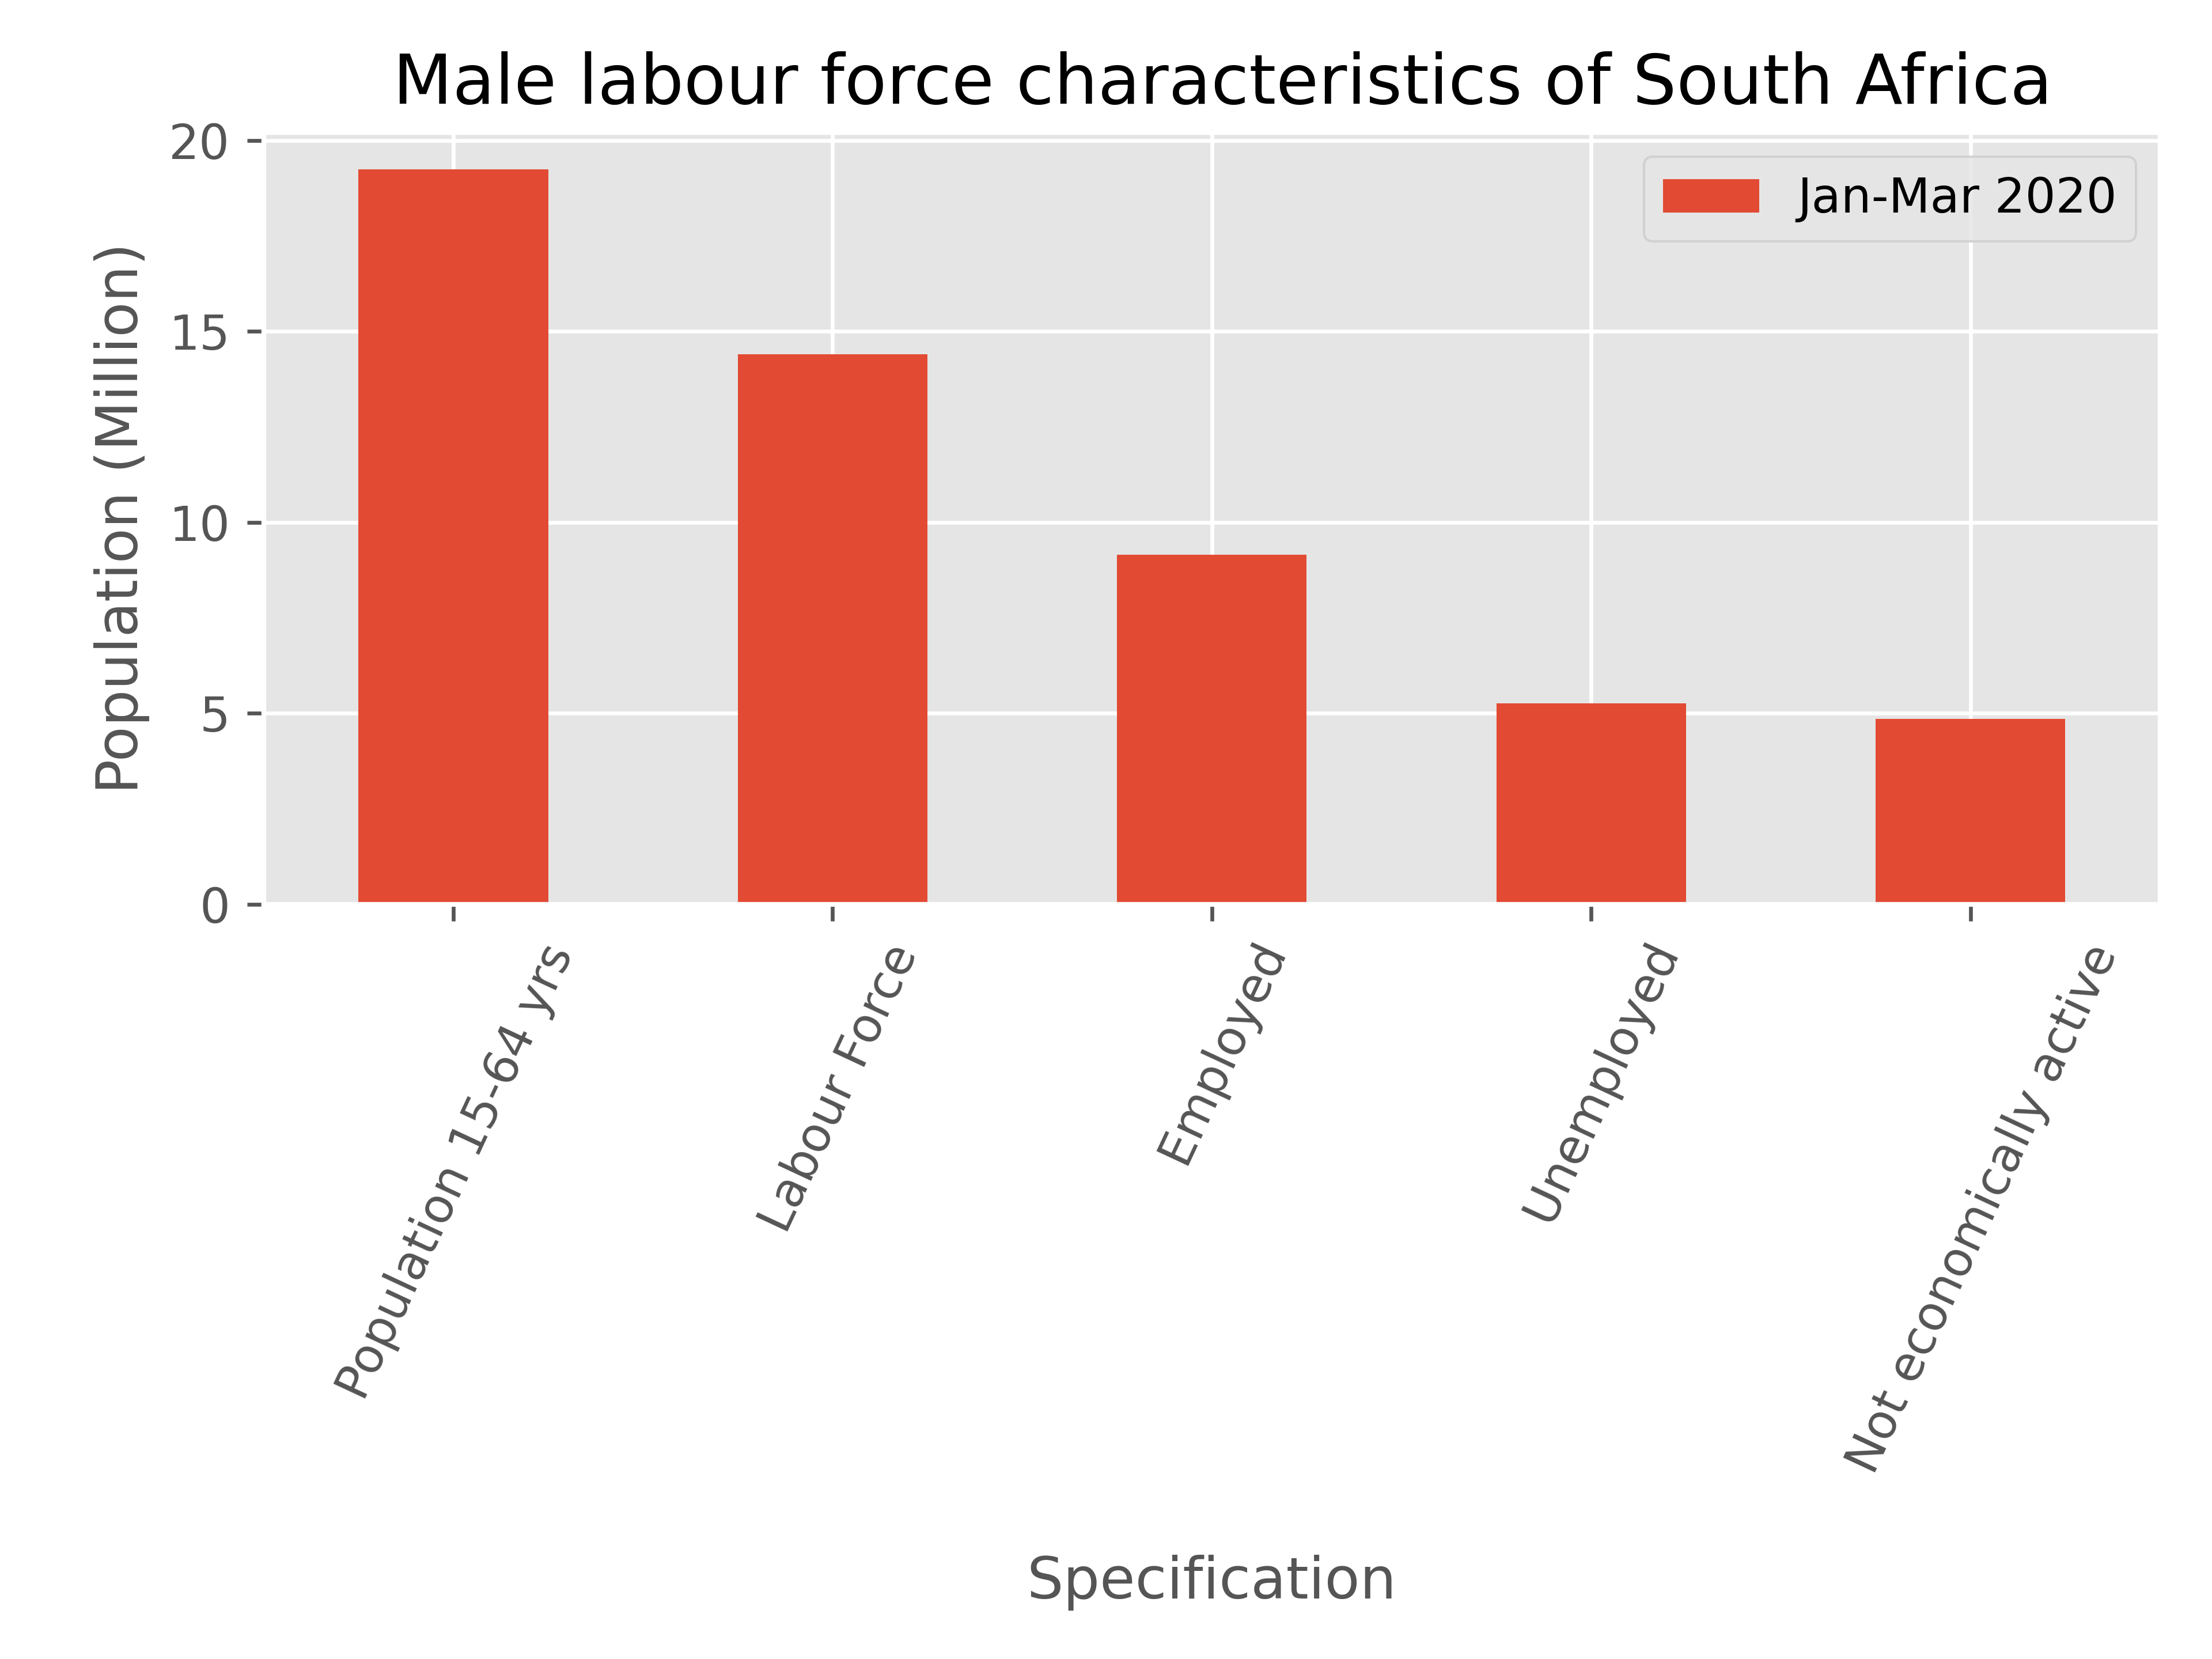 Male labour force characteristics of South Africa
20
15
10
5
0
Population (Million)
Jan-Mar 2020
Population 15-64 yrs
Labour Force
Employed
Unemployed
Not economically active
Specification